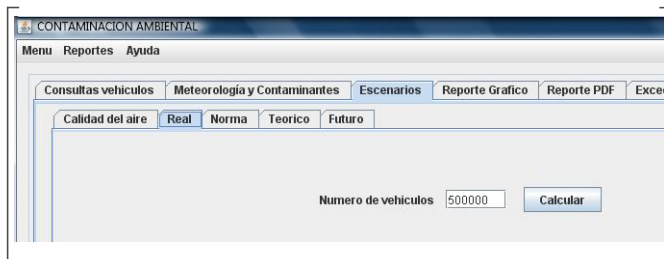 CONTAMINACION AMBIENTAL
Menu Reportes Ayuda
Consultas vehiculos Meteorología y Contaminantes Escenarios Reporte Grafico Reporte PDF
Calidad del aire Real Norma Teorico Futuro
Numero de vehiculos 500000 Calcular